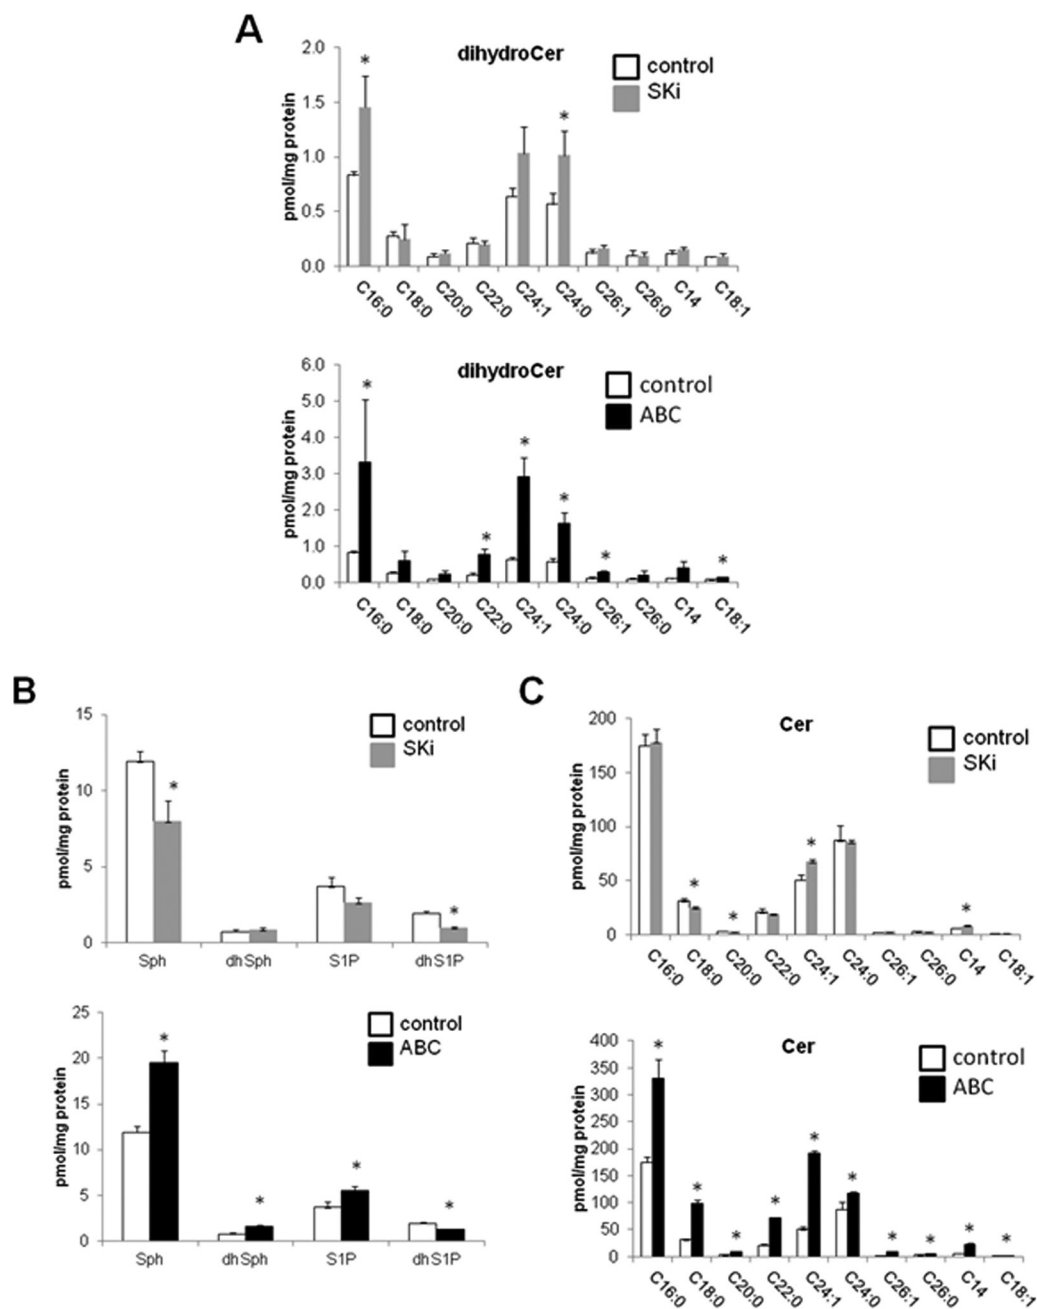 A
dihydroCer
control
SKi
pmol/mg protein
2.0
1.5
1.0
0.5
0.0
*
*
C16:0 C18:0 C20:0 C22:0 C24:1 C24:0 C26:1 C26:0 C14 C18:1
dihydroCer
control
ABC
pmol/mg protein
6.0
5.0
4.0
3.0
2.0
1.0
0.0
* * * * * *
C16:0 C18:0 C20:0 C22:0 C24:1 C24:0 C26:1 C26:0 C14 C18:1
B
control
SKi
pmol/mg protein
15
10
5
0
* *
Sph dhSph S1P dhS1P
control
ABC
pmol/mg protein
25
20
15
10
5
0
* * * *
Sph dhSph S1P dhS1P
C
Cer
control
SKi
pmol/mg protein
200
150
100
50
0
* * * *
C16:0 C18:0 C20:0 C22:0 C24:1 C24:0 C26:1 C26:0 C14 C18:1
Cer
control
ABC
pmol/mg protein
400
350
300
250
200
150
100
50
0
* * * * * * * * * *
C16:0 C18:0 C20:0 C22:0 C24:1 C24:0 C26:1 C26:0 C14 C18:1